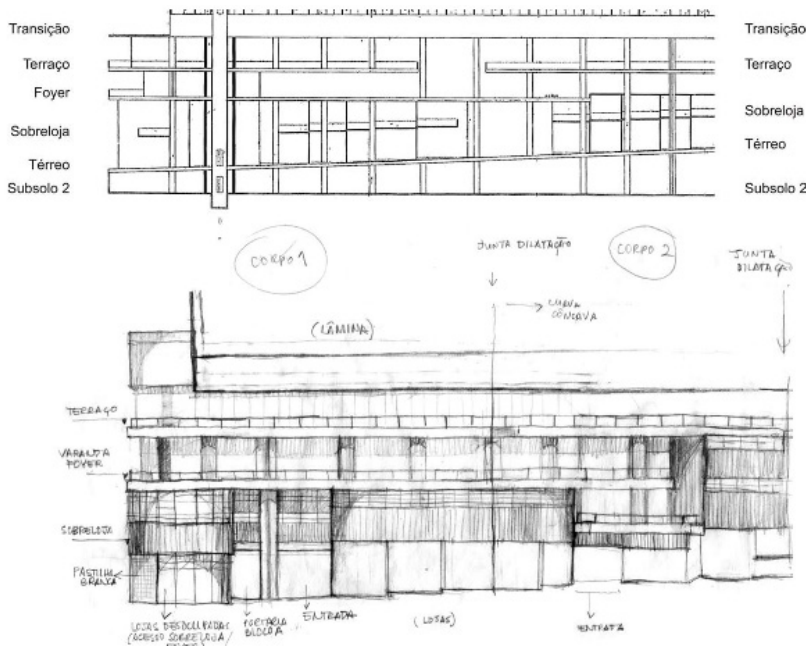 Transição
Terraço
Foyer
Sobreloja
Térreo
Subsolo 2
Transição
Terraço
Sobreloja
Térreo
Subsolo 2
CORPO 1
JUNTA DILATAÇÃO
CORPO 2
JUNTA
DILATAÇÃO
CURVA
CÔNCAVA
(LÂMINA)
TERRAÇO
VARANDA
FOYER
SOBRELOJA
PASTILHA
BRANCA
LOJAS DESOCUPADAS
(ACESSO SOBRELOJA/
PORTARIA
BLOCO A
ENTRADA
(LOJAS)
ENTRADA